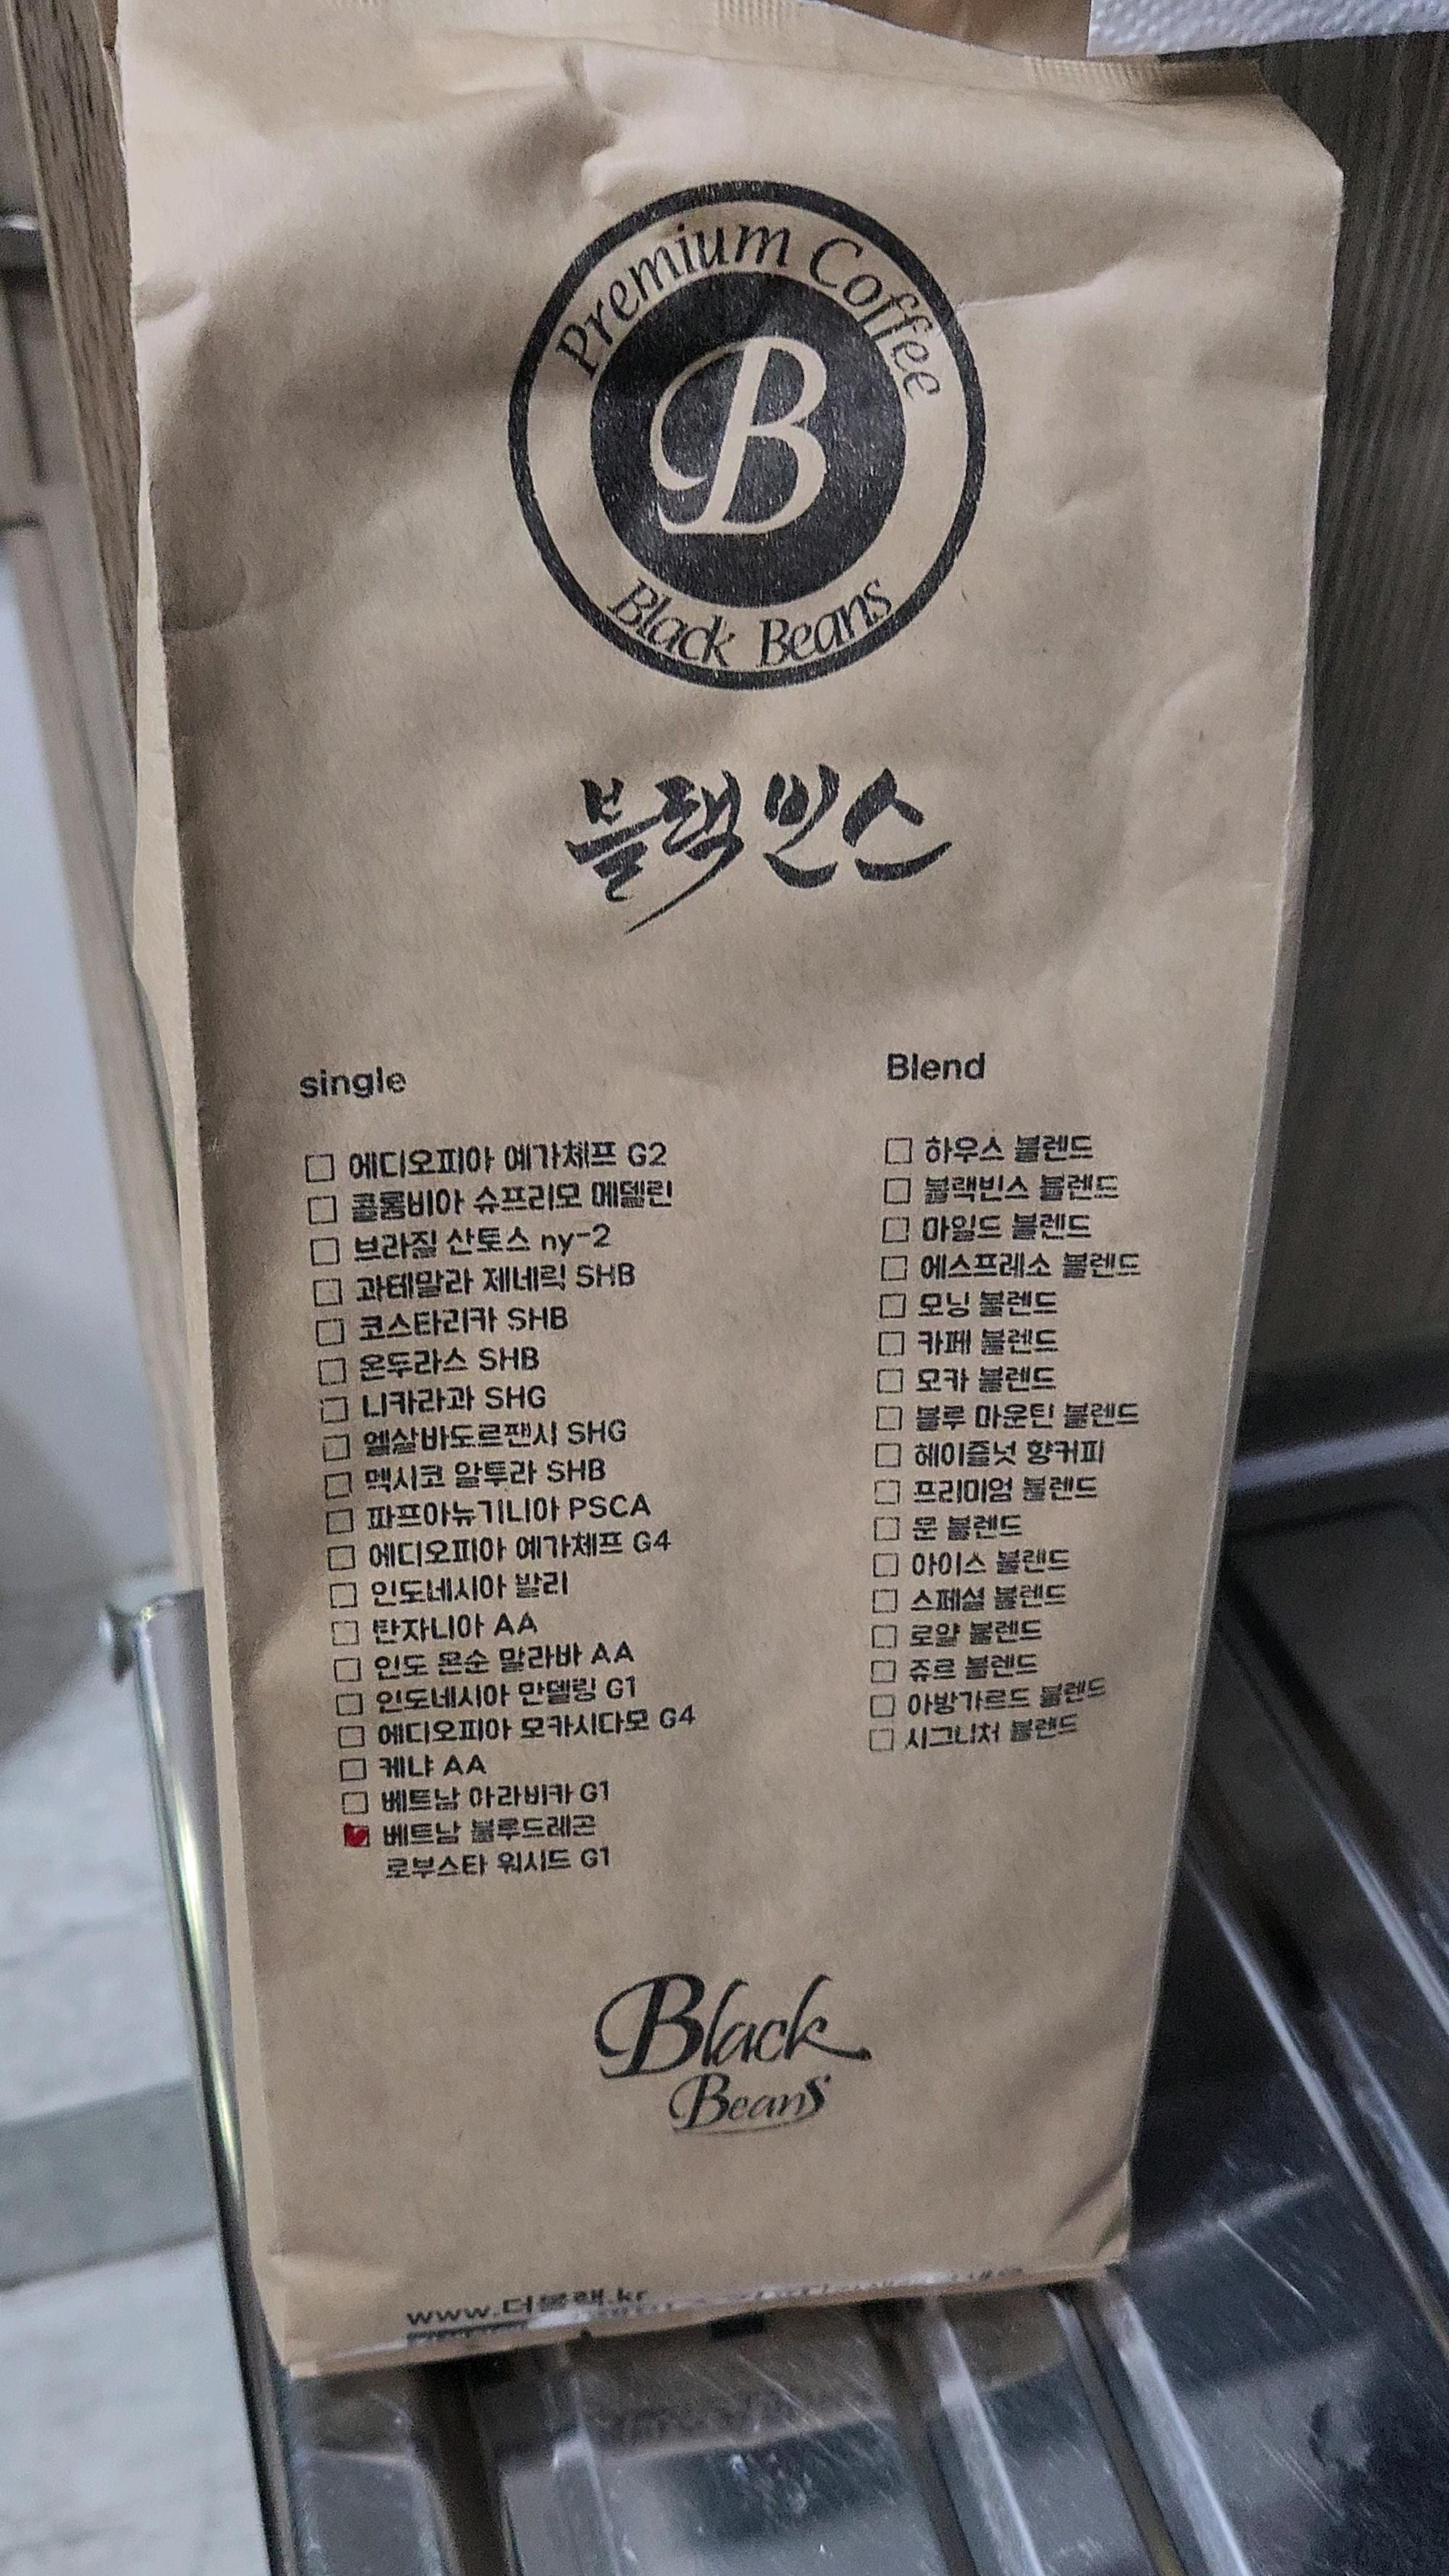 Premium Coffee
B
Black Beans
블랙빈스
single
에디오피아 예가체프 G2
콜롬비아 슈프리모 메델린
브라질 산토스 ny-2
과테말라 제네릭 SHB
코스타리카 SHB
온두라스 SHB
니카라과 SHG
엘살바도르팬시 SHG
멕시코 알투라 SHB
파프아뉴기니아 PSCA
에디오피아 예가체프 G4
인도네시아 발리
탄자니아 AA
인도 몬순 말라바 AA
인도네시아 만델링 G1
에디오피아 모카시다모 G4
케냐 AA
베트남 아라비카 G1
베트남 블루드레곤
로부스타 워시드 G1
Blend
하우스 블렌드
블랙빈스 블렌드
마일드 블렌드
에스프레소 블렌드
모닝 블렌드
카페 블렌드
모카 블렌드
블루 마운틴 블렌드
헤이즐넛 향커피
프리미엄 블렌드
문 블렌드
아이스 블렌드
스페셜 블렌드
로얄 블렌드
쥬르 블렌드
아방가르드 블렌드
시그니처 블렌드
Black
Beans
www.더블랙.kr